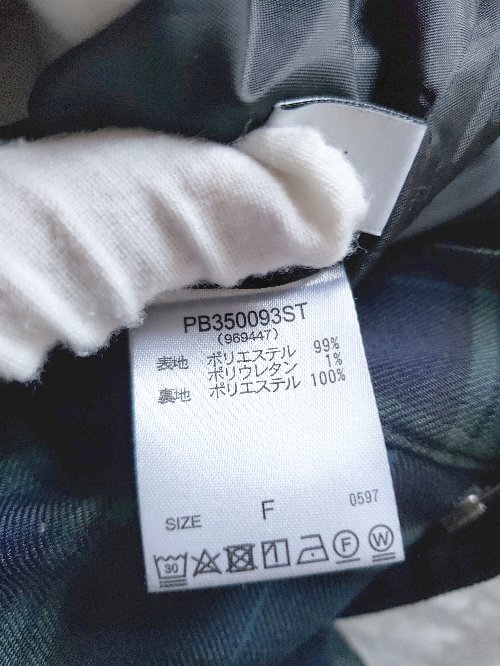 PB350093ST
(969447)
表地 ポリエステル 99%
ポリウレタン 1%
裏地 ポリエステル 100%
SIZE F 0597
30 F W